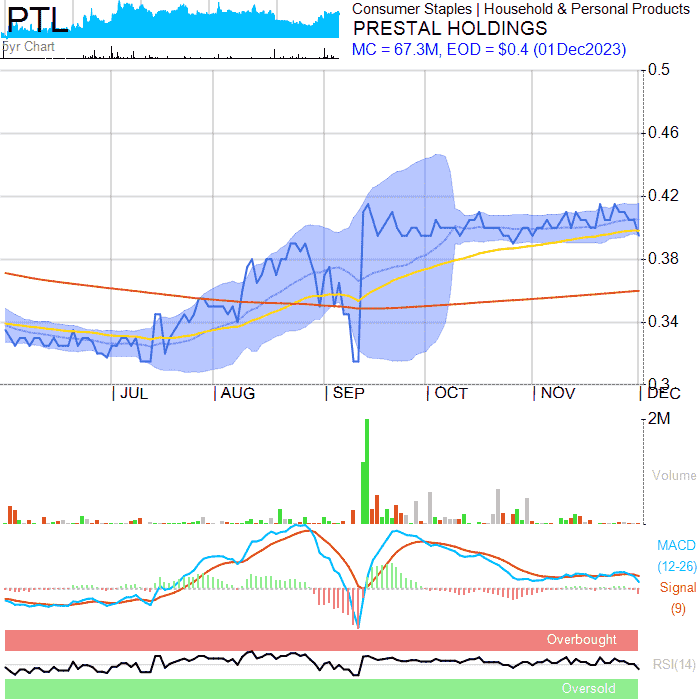 PTL
5yr Chart
Consumer Staples | Household & Personal Products
PRESTAL HOLDINGS
MC = 67.3M, EOD = $0.4 (01Dec2023)
0.5
0.46
0.42
0.38
0.34
0.3
JUL AUG SEP OCT NOV DEC
2M
Volume
MACD
(12-26)
Signal
(9)
Overbought
RSI(14)
Oversold